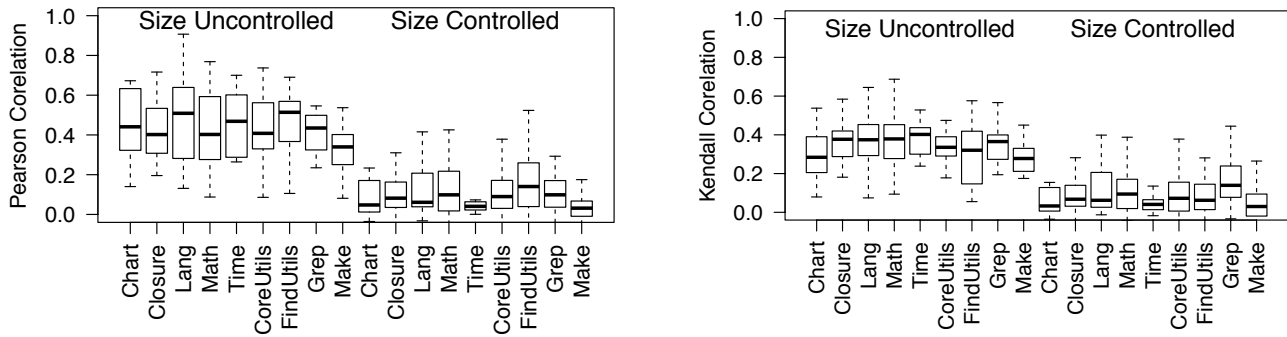 Size Uncontrolled Size Controlled
Pearson Corelation
1.0
0.8
0.6
0.4
0.2
0.0
Chart
Closure
Lang
Math
Time
CoreUtils
FindUtils
Grep
Make
Chart
Closure
Lang
Math
Time
CoreUtils
FindUtils
Grep
Make
Size Uncontrolled Size Controlled
Kendall Corelation
1.0
0.8
0.6
0.4
0.2
0.0
Chart
Closure
Lang
Math
Time
CoreUtils
FindUtils
Grep
Make
Chart
Closure
Lang
Math
Time
CoreUtils
FindUtils
Grep
Make